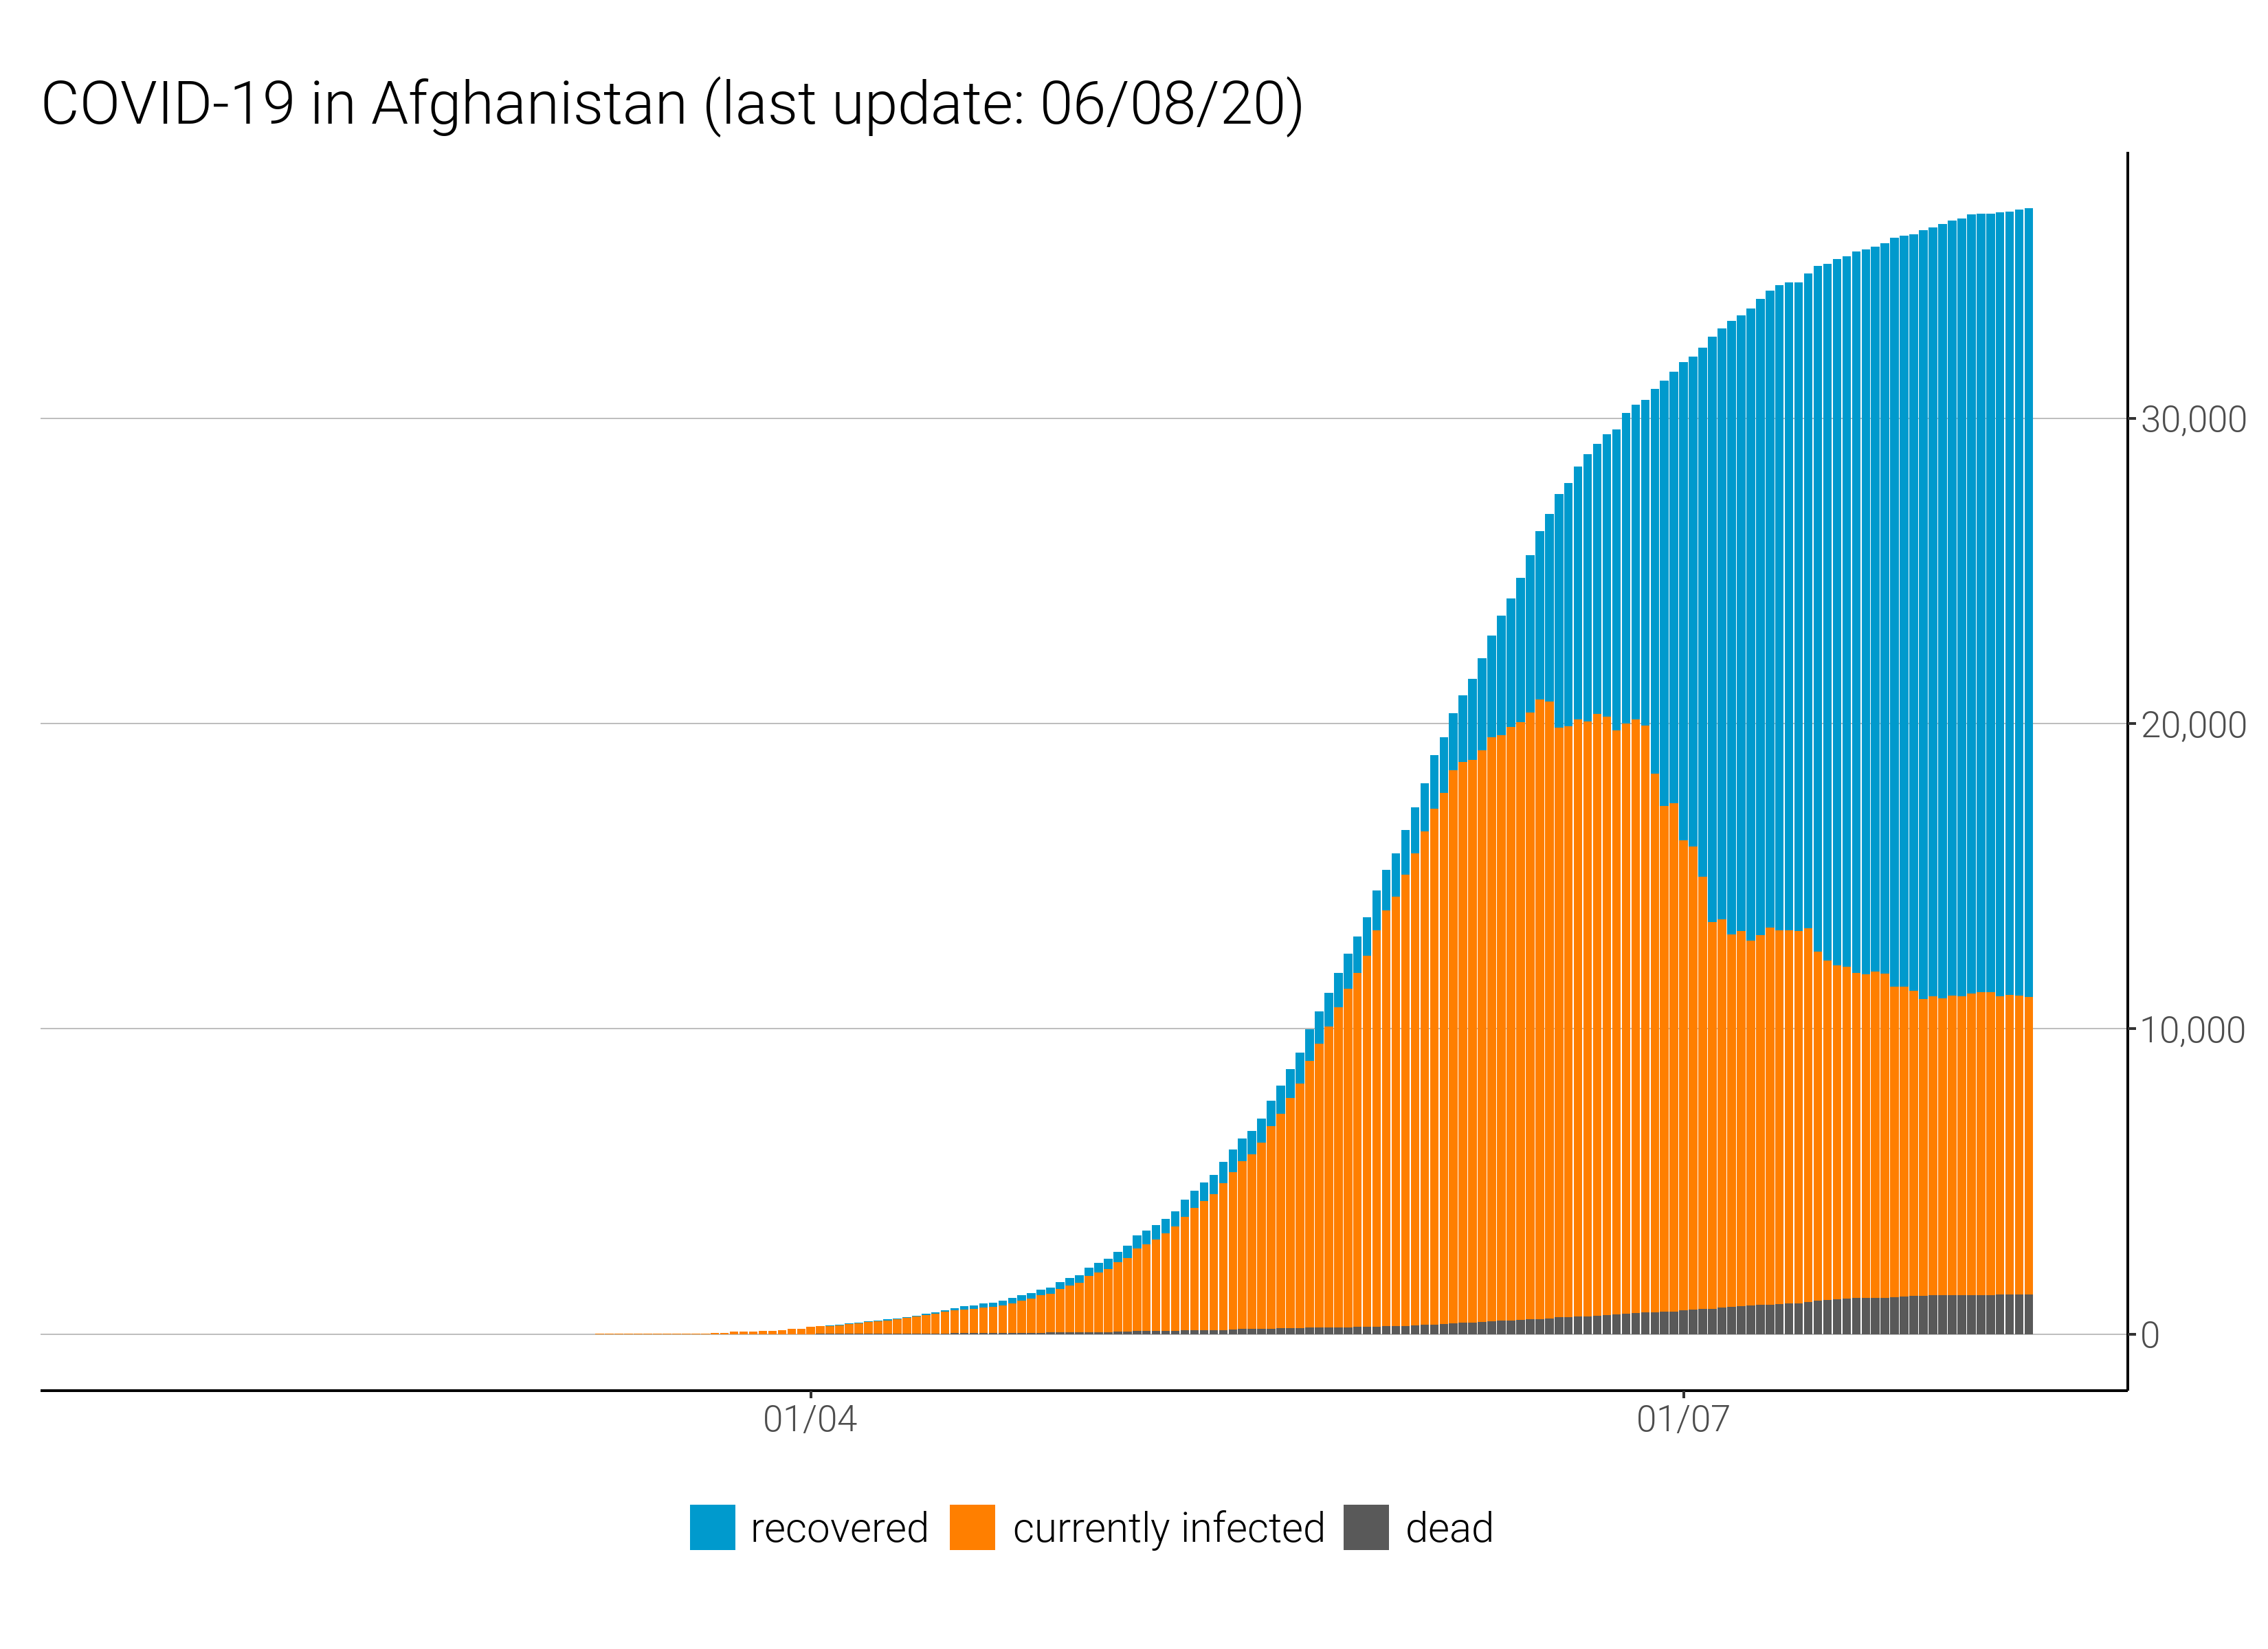 COVID-19 in Afghanistan (last update: 06/08/20)
30,000
20,000
10,000
0
01/04 01/07
recovered currently infected dead